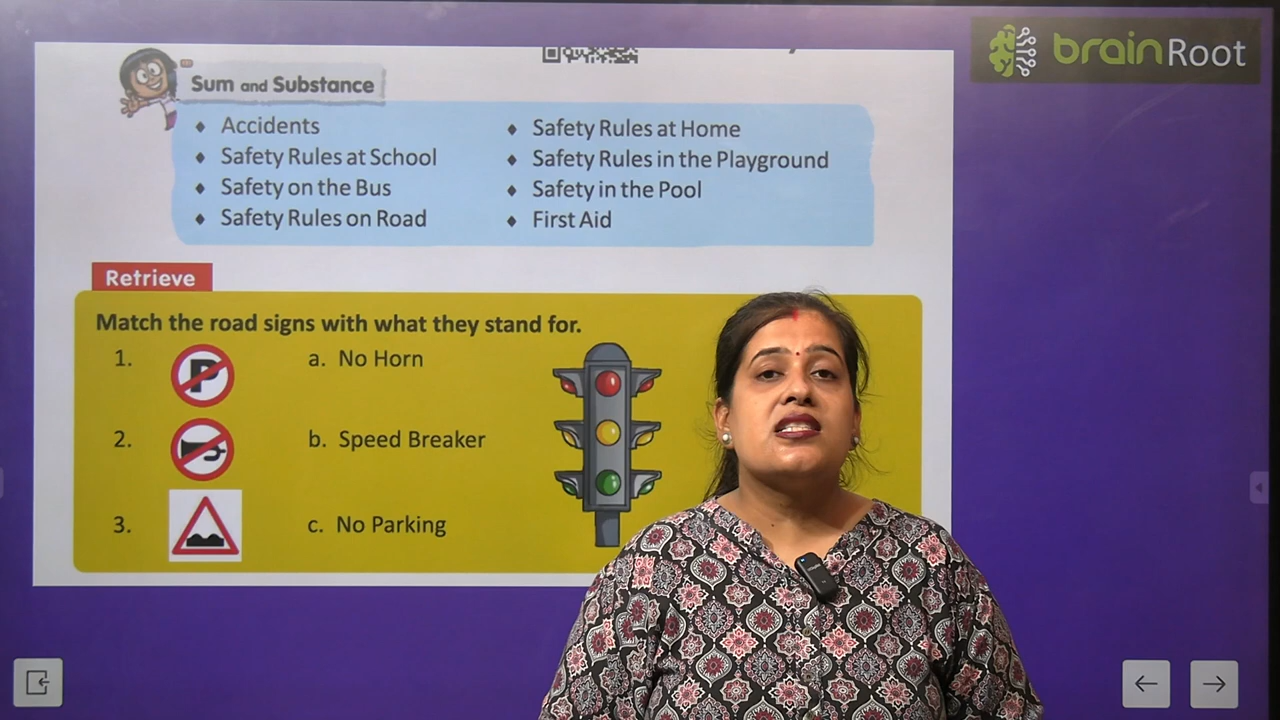 brainRoot
Sum and Substance
Accidents
Safety Rules at School
Safety on the Bus
Safety Rules on Road
Safety Rules at Home
Safety Rules in the Playground
Safety in the Pool
First Aid
Retrieve
Match the road signs with what they stand for.
1. P a. No Horn
2. b. Speed Breaker
3. c. No Parking